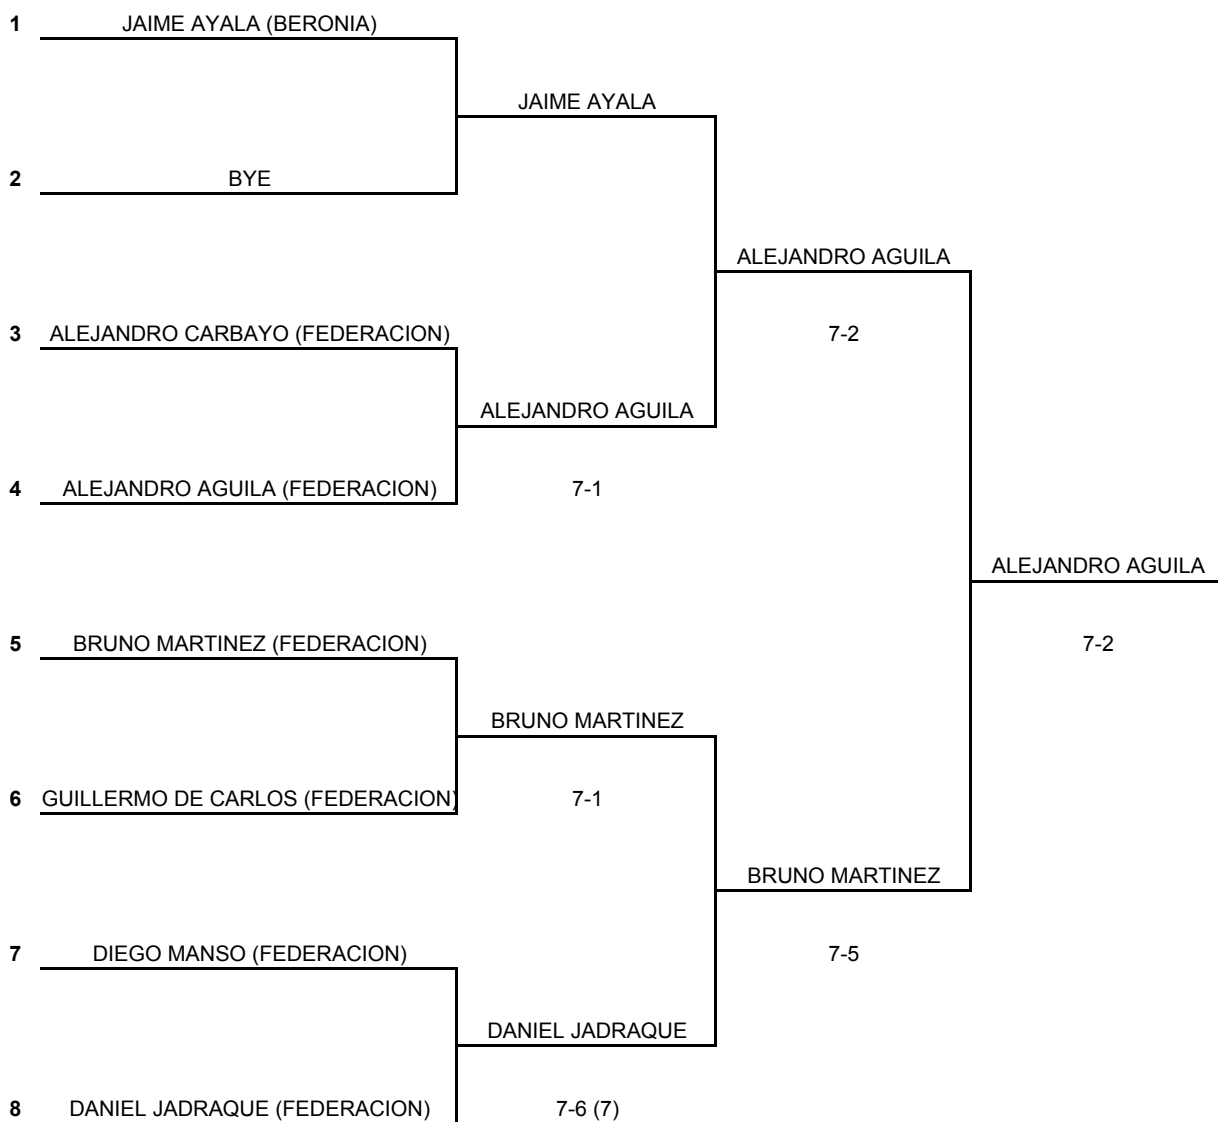 1 JAIME AYALA (BERONIA)
JAIME AYALA
2 BYE
ALEJANDRO AGUILA
3 ALEJANDRO CARBAYO (FEDERACION) 7-2
ALEJANDRO AGUILA
4 ALEJANDRO AGUILA (FEDERACION) 7-1
ALEJANDRO AGUILA
5 BRUNO MARTINEZ (FEDERACION) 7-2
BRUNO MARTINEZ
6 GUILLERMO DE CARLOS (FEDERACION) 7-1
BRUNO MARTINEZ
7 DIEGO MANSO (FEDERACION) 7-5
DANIEL JADRAQUE
8 DANIEL JADRAQUE (FEDERACION) 7-6 (7)